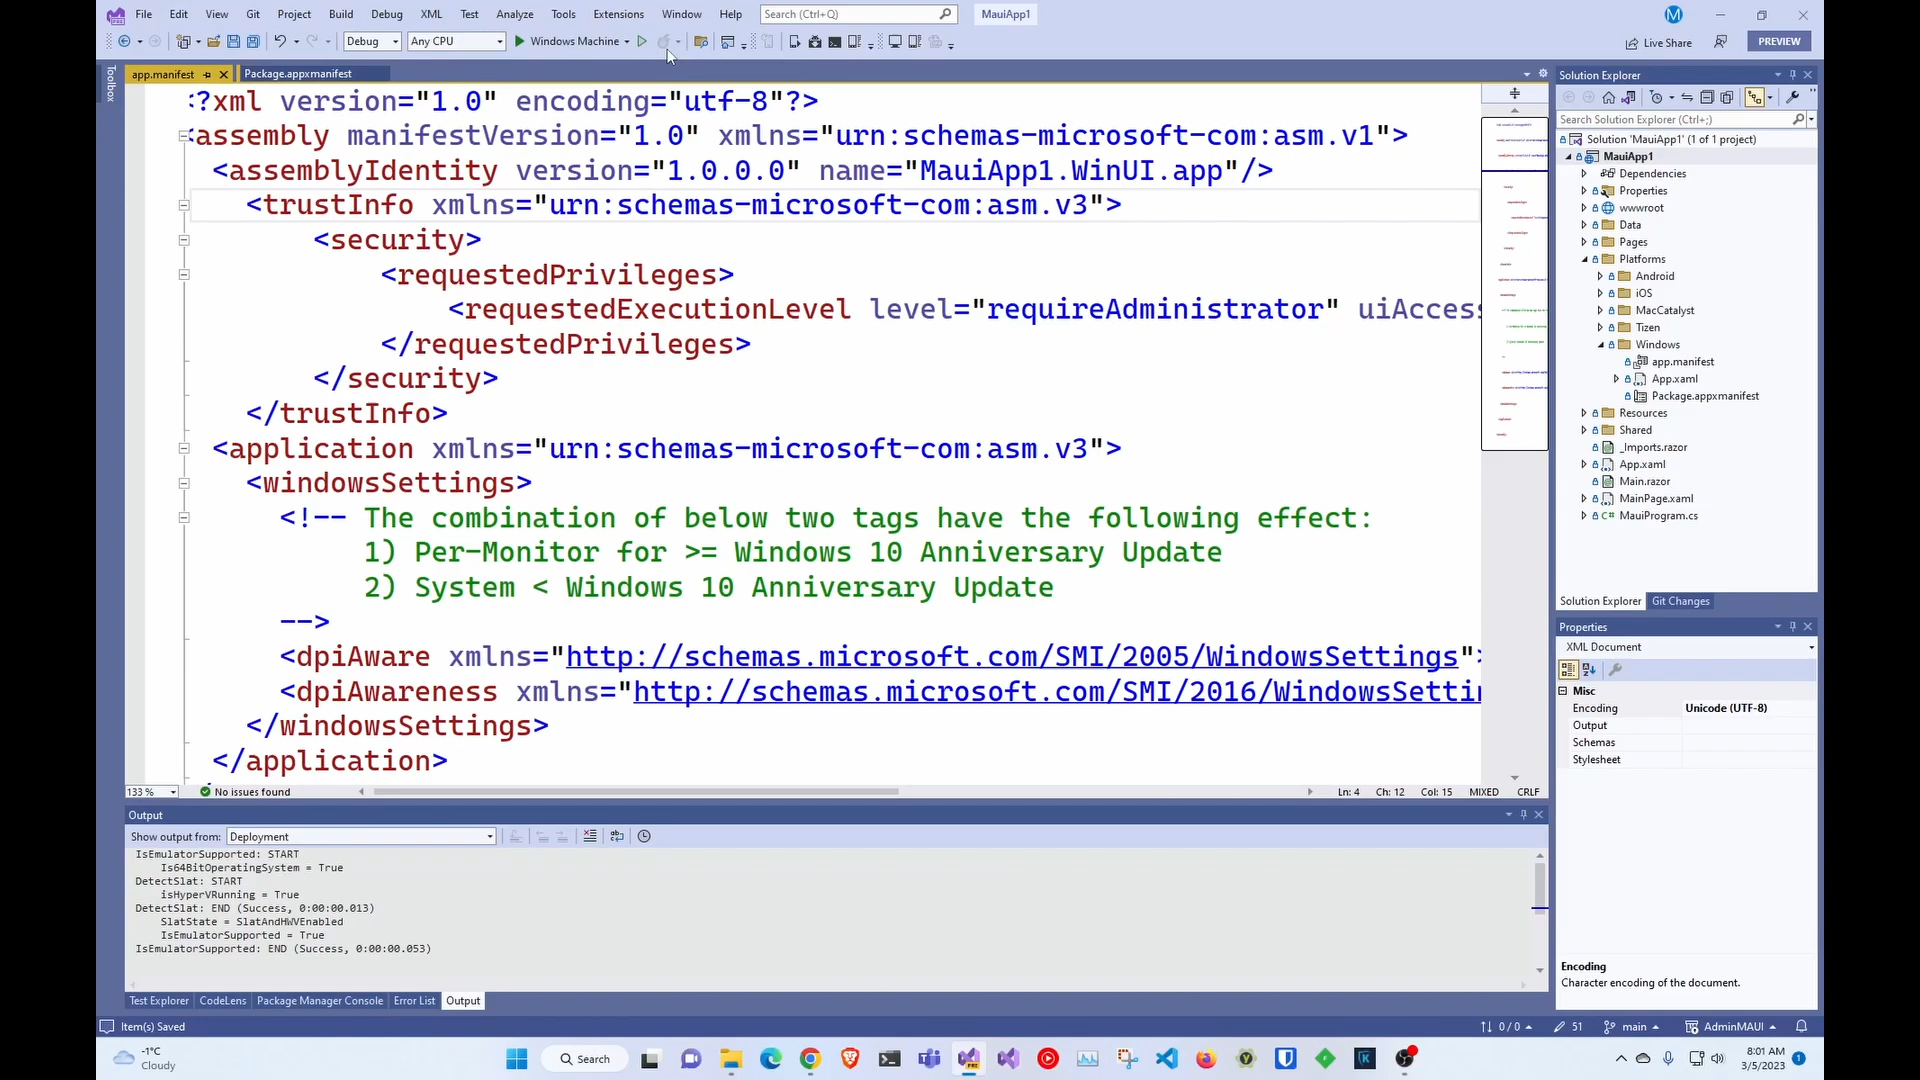 File Edit View Git Project Build Debug XML Test Analyze Tools Extensions Window Help Search (Ctrl+Q) MauiApp1 M
Debug Any CPU Windows Machine Live Share PREVIEW
Toolbox
app.manifest Package.appxmanifest
<?xml version="1.0" encoding="utf-8"?>
<assembly manifestVersion="1.0" xmlns="urn:schemas-microsoft-com:asm.v1">
<assemblyIdentity version="1.0.0.0" name="MauiApp1.WinUI.app"/>
<trustInfo xmlns="urn:schemas-microsoft-com:asm.v3">
<security>
<requestedPrivileges>
<requestedExecutionLevel level="requireAdministrator" uiAccess
</requestedPrivileges>
</security>
</trustInfo>
<application xmlns="urn:schemas-microsoft-com:asm.v3">
<windowsSettings>
<!-- The combination of below two tags have the following effect:
1) Per-Monitor for >= Windows 10 Anniversary Update
2) System < Windows 10 Anniversary Update
-->
<dpiAware xmlns="http://schemas.microsoft.com/SMI/2005/WindowsSettings">
<dpiAwareness xmlns="http://schemas.microsoft.com/SMI/2016/WindowsSettin
</windowsSettings>
</application>
133 % No issues found Ln: 4 Ch: 12 Col: 15 MIXED CRLF
Output
Show output from: Deployment
IsEmulatorSupported: START
Is64BitOperatingSystem = True
DetectSlat: START
isHyperVRunning = True
DetectSlat: END (Success, 0:00:00.013)
SlatState = SlatAndHWVEnabled
IsEmulatorSupported = True
IsEmulatorSupported: END (Success, 0:00:00.053)
Test Explorer CodeLens Package Manager Console Error List Output
Solution Explorer
Search Solution Explorer (Ctrl+;)
Solution 'MauiApp1' (1 of 1 project)
MauiApp1
Dependencies
Properties
wwwroot
Data
Pages
Platforms
Android
iOS
MacCatalyst
Tizen
Windows
app.manifest
App.xaml
Package.appxmanifest
Resources
Shared
_Imports.razor
App.xaml
Main.razor
MainPage.xaml
C# MauiProgram.cs
Solution Explorer Git Changes
Properties
XML Document
Misc
Encoding Unicode (UTF-8)
Output
Schemas
Stylesheet
Encoding
Character encoding of the document.
Item(s) Saved 0 / 0 51 main AdminMAUI
-1°C
Cloudy
Search
8:01 AM
3/5/2023
1